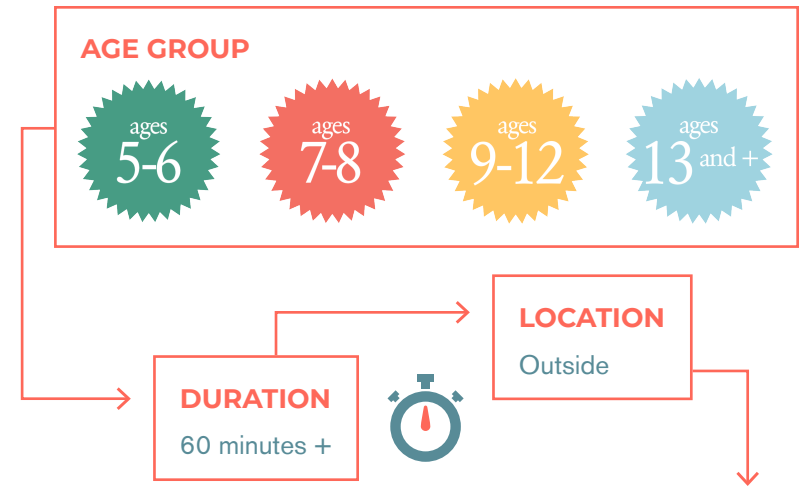 AGE GROUP
ages
5-6
ages
7-8
ages
9-12
ages
13 and +
LOCATION
Outside
DURATION
60 minutes +